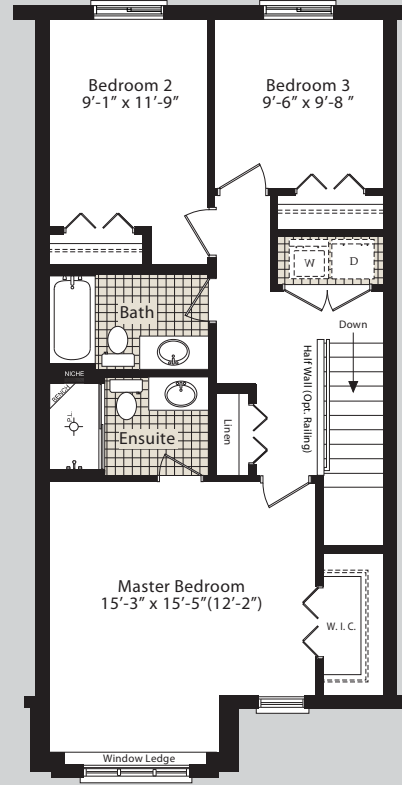 Bedroom 2
9’-1” x 11’-9”
Bedroom 3
9’-6” x 9’-8 ”
W
D
Bath
Down
Half Wall (Opt. Railing)
NICHE
BENCH
P.L.
Ensuite
Linen
Master Bedroom
15’-3” x 15’-5”(12’-2”)
W. I. C.
Window Ledge